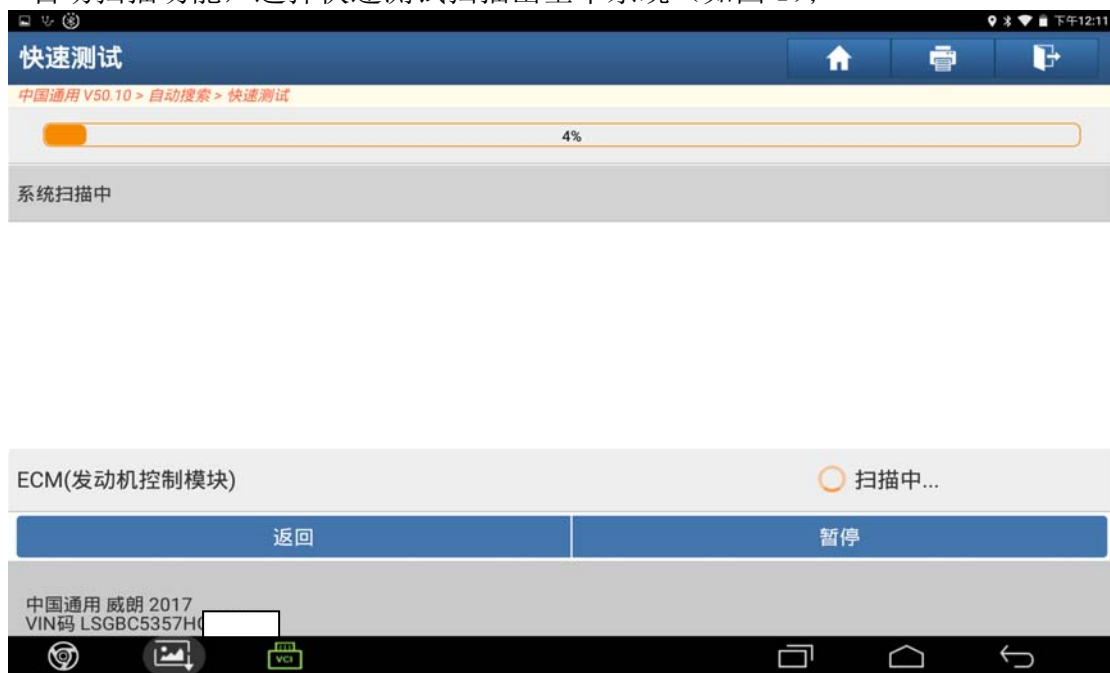 下午12:11
快速测试
中国通用 V50.10 > 自动搜索 > 快速测试
4%
系统扫描中
ECM(发动机控制模块)
扫描中...
返回
暂停
中国通用 威朗 2017
VIN码 LSGBC5357H
VCI